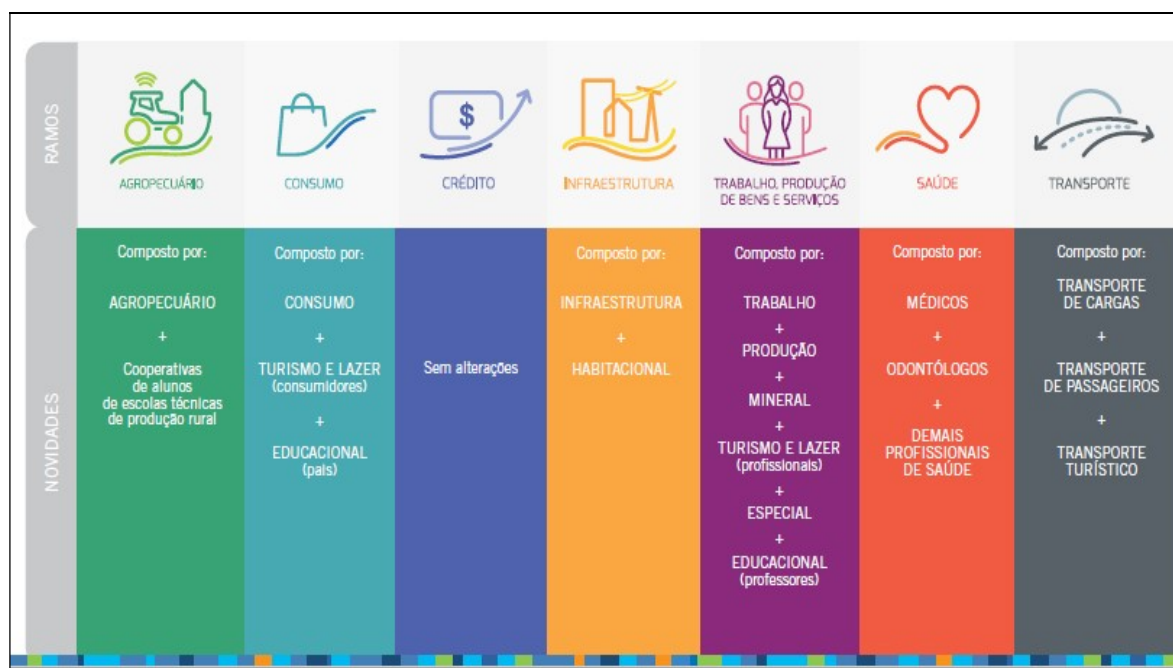 RAMOS
AGROPECUÁRIO
CONSUMO
CRÉDITO
$
INFRAESTRUTURA
TRABALHO, PRODUÇÃO
DE BENS E SERVIÇOS
SAÚDE
TRANSPORTE
NOVIDADES
Composto por:
AGROPECUÁRIO
+
Cooperativas
de alunos
de escolas técnicas
de produção rural
Composto por:
CONSUMO
+
TURISMO E LAZER
(consumidores)
+
EDUCACIONAL
(pais)
Sem alterações
Composto por:
INFRAESTRUTURA
+
HABITACIONAL
Composto por:
TRABALHO
+
PRODUÇÃO
+
MINERAL
+
TURISMO E LAZER
(profissionais)
+
ESPECIAL
+
EDUCACIONAL
(professores)
Composto por:
MÉDICOS
+
ODONTÓLOGOS
+
DEMAIS
PROFISSIONAIS
DE SAÚDE
Composto por:
TRANSPORTE
DE CARGAS
+
TRANSPORTE
DE PASSAGEIROS
+
TRANSPORTE
TURÍSTICO